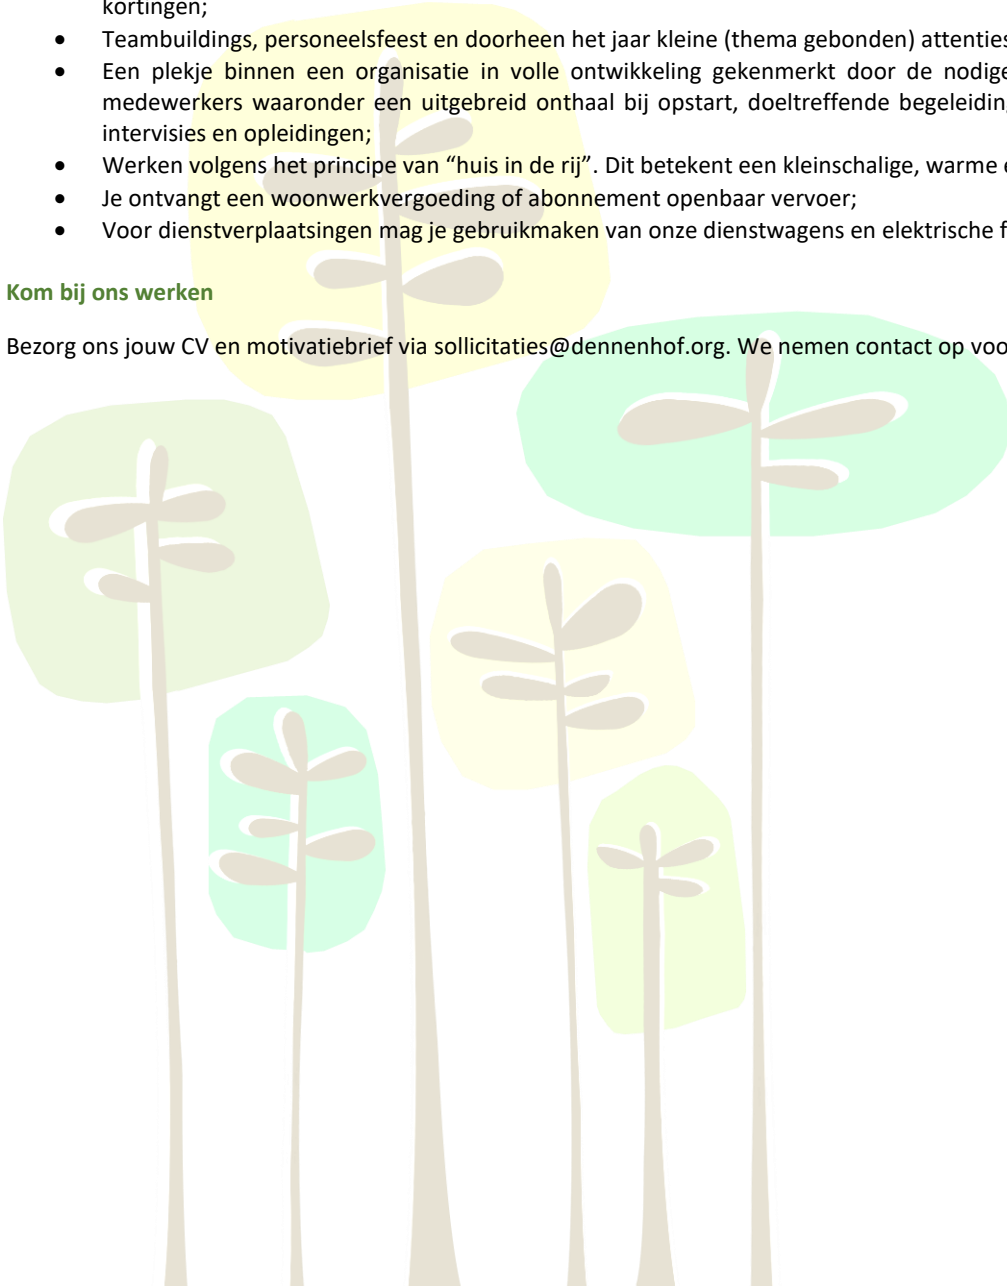 kortingen;
• Teambuildings, personeelsfeest en doorheen het jaar kleine (thema gebonden) attenties
• Een plekje binnen een organisatie in volle ontwikkeling gekenmerkt door de nodige
medewerkers waaronder een uitgebreid onthaal bij opstart, doeltreffende begeleiding
intervisies en opleidingen;
• Werken volgens het principe van “huis in de rij”. Dit betekent een kleinschalige, warme
• Je ontvangt een woonwerkvergoeding of abonnement openbaar vervoer;
• Voor dienstverplaatsingen mag je gebruikmaken van onze dienstwagens en elektrische
Kom bij ons werken
Bezorg ons jouw CV en motivatiebrief via sollicitaties@dennenhof.org. We nemen contact op